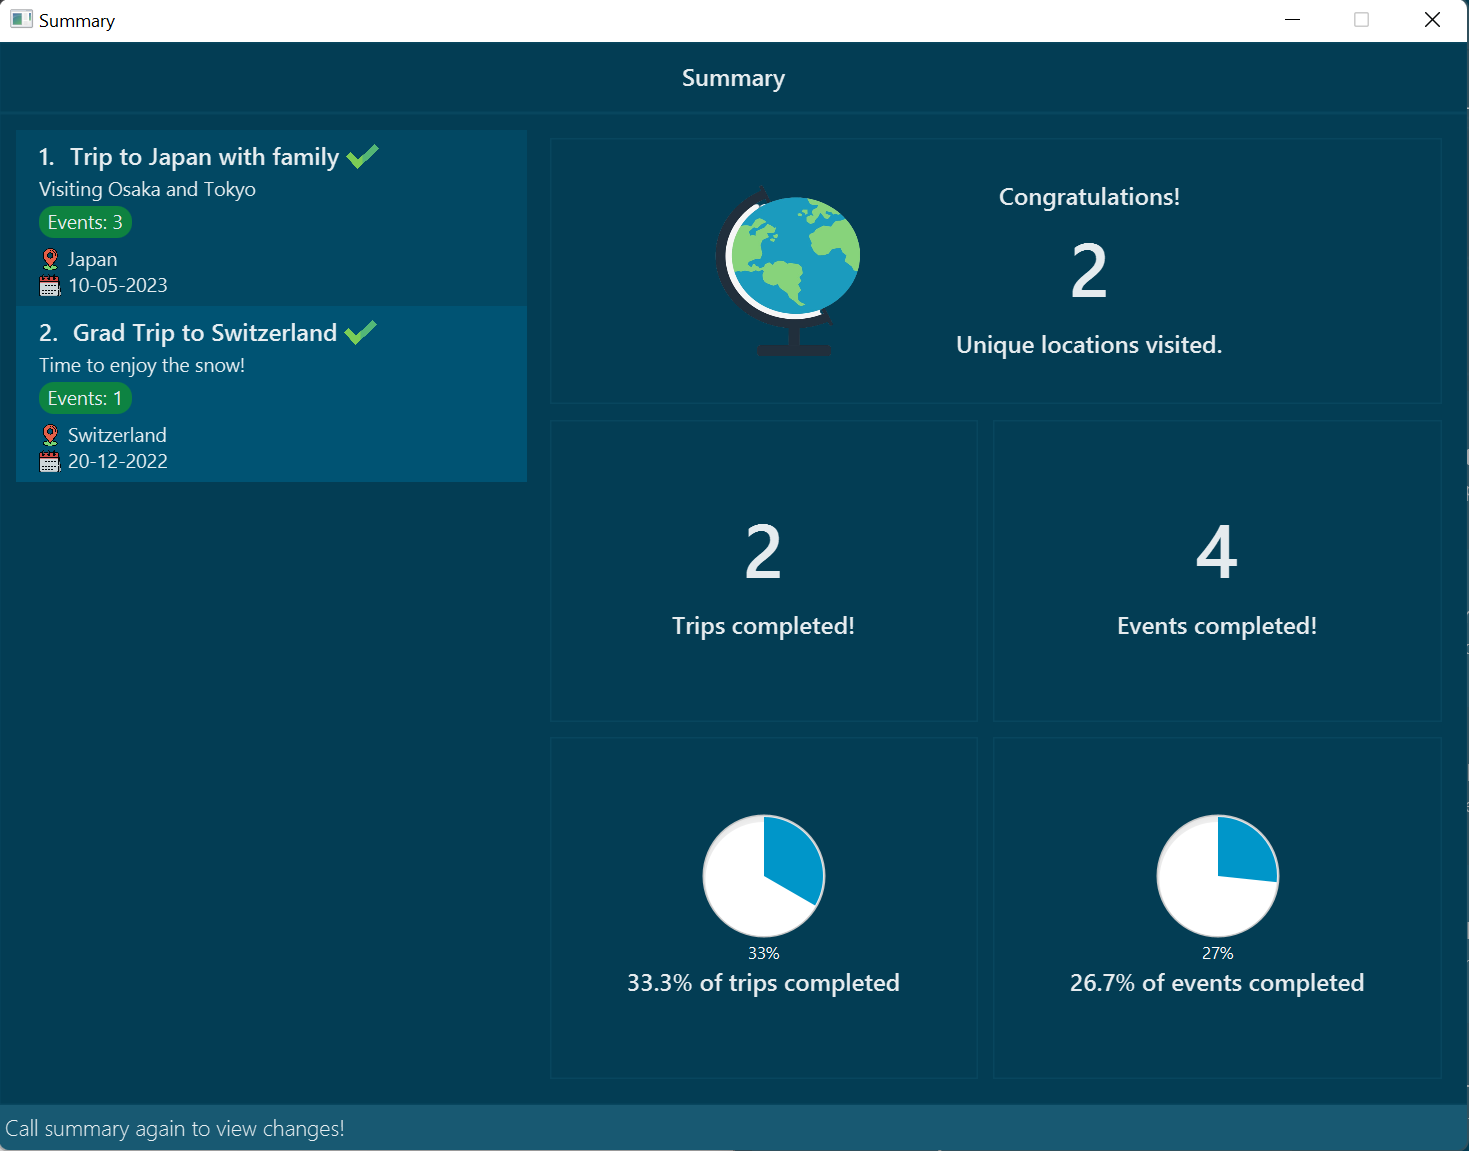 Summary
Summary
1. Trip to Japan with family
Visiting Osaka and Tokyo
Events: 3
Japan
10-05-2023
2. Grad Trip to Switzerland
Time to enjoy the snow!
Events: 1
Switzerland
20-12-2022
Congratulations!
2
Unique locations visited.
2
Trips completed!
4
Events completed!
33%
33.3% of trips completed
27%
26.7% of events completed
Call summary again to view changes!